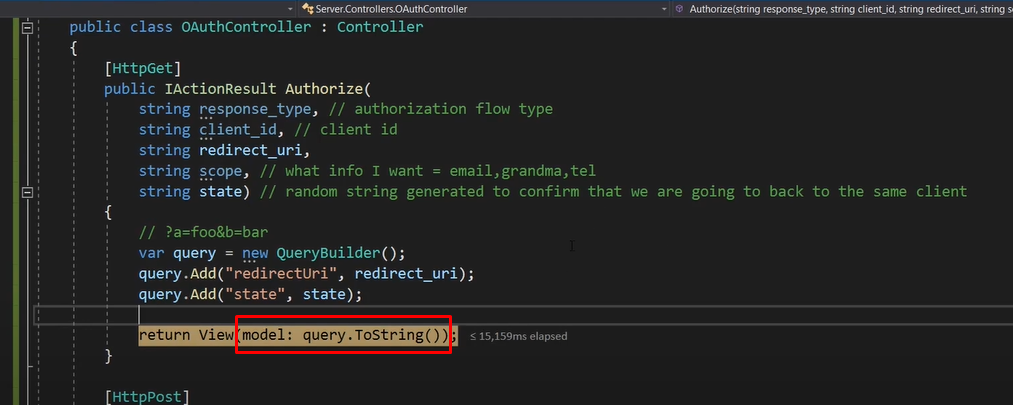 Server.Controllers.OAuthController
Authorize(string response_type, string client_id, string redirect_uri, string s
public class OAuthController : Controller
{
[HttpGet]
public IActionResult Authorize(
string response_type, // authorization flow type
string client_id, // client id
string redirect_uri,
string scope, // what info I want = email,grandma,tel
string state) // random string generated to confirm that we are going to back to the same client
{
// ?a=foo&b=bar
var query = new QueryBuilder();
query.Add("redirectUri", redirect_uri);
query.Add("state", state);
return View(model: query.ToString()); ≤ 15,159ms elapsed
}
[HttpPost]